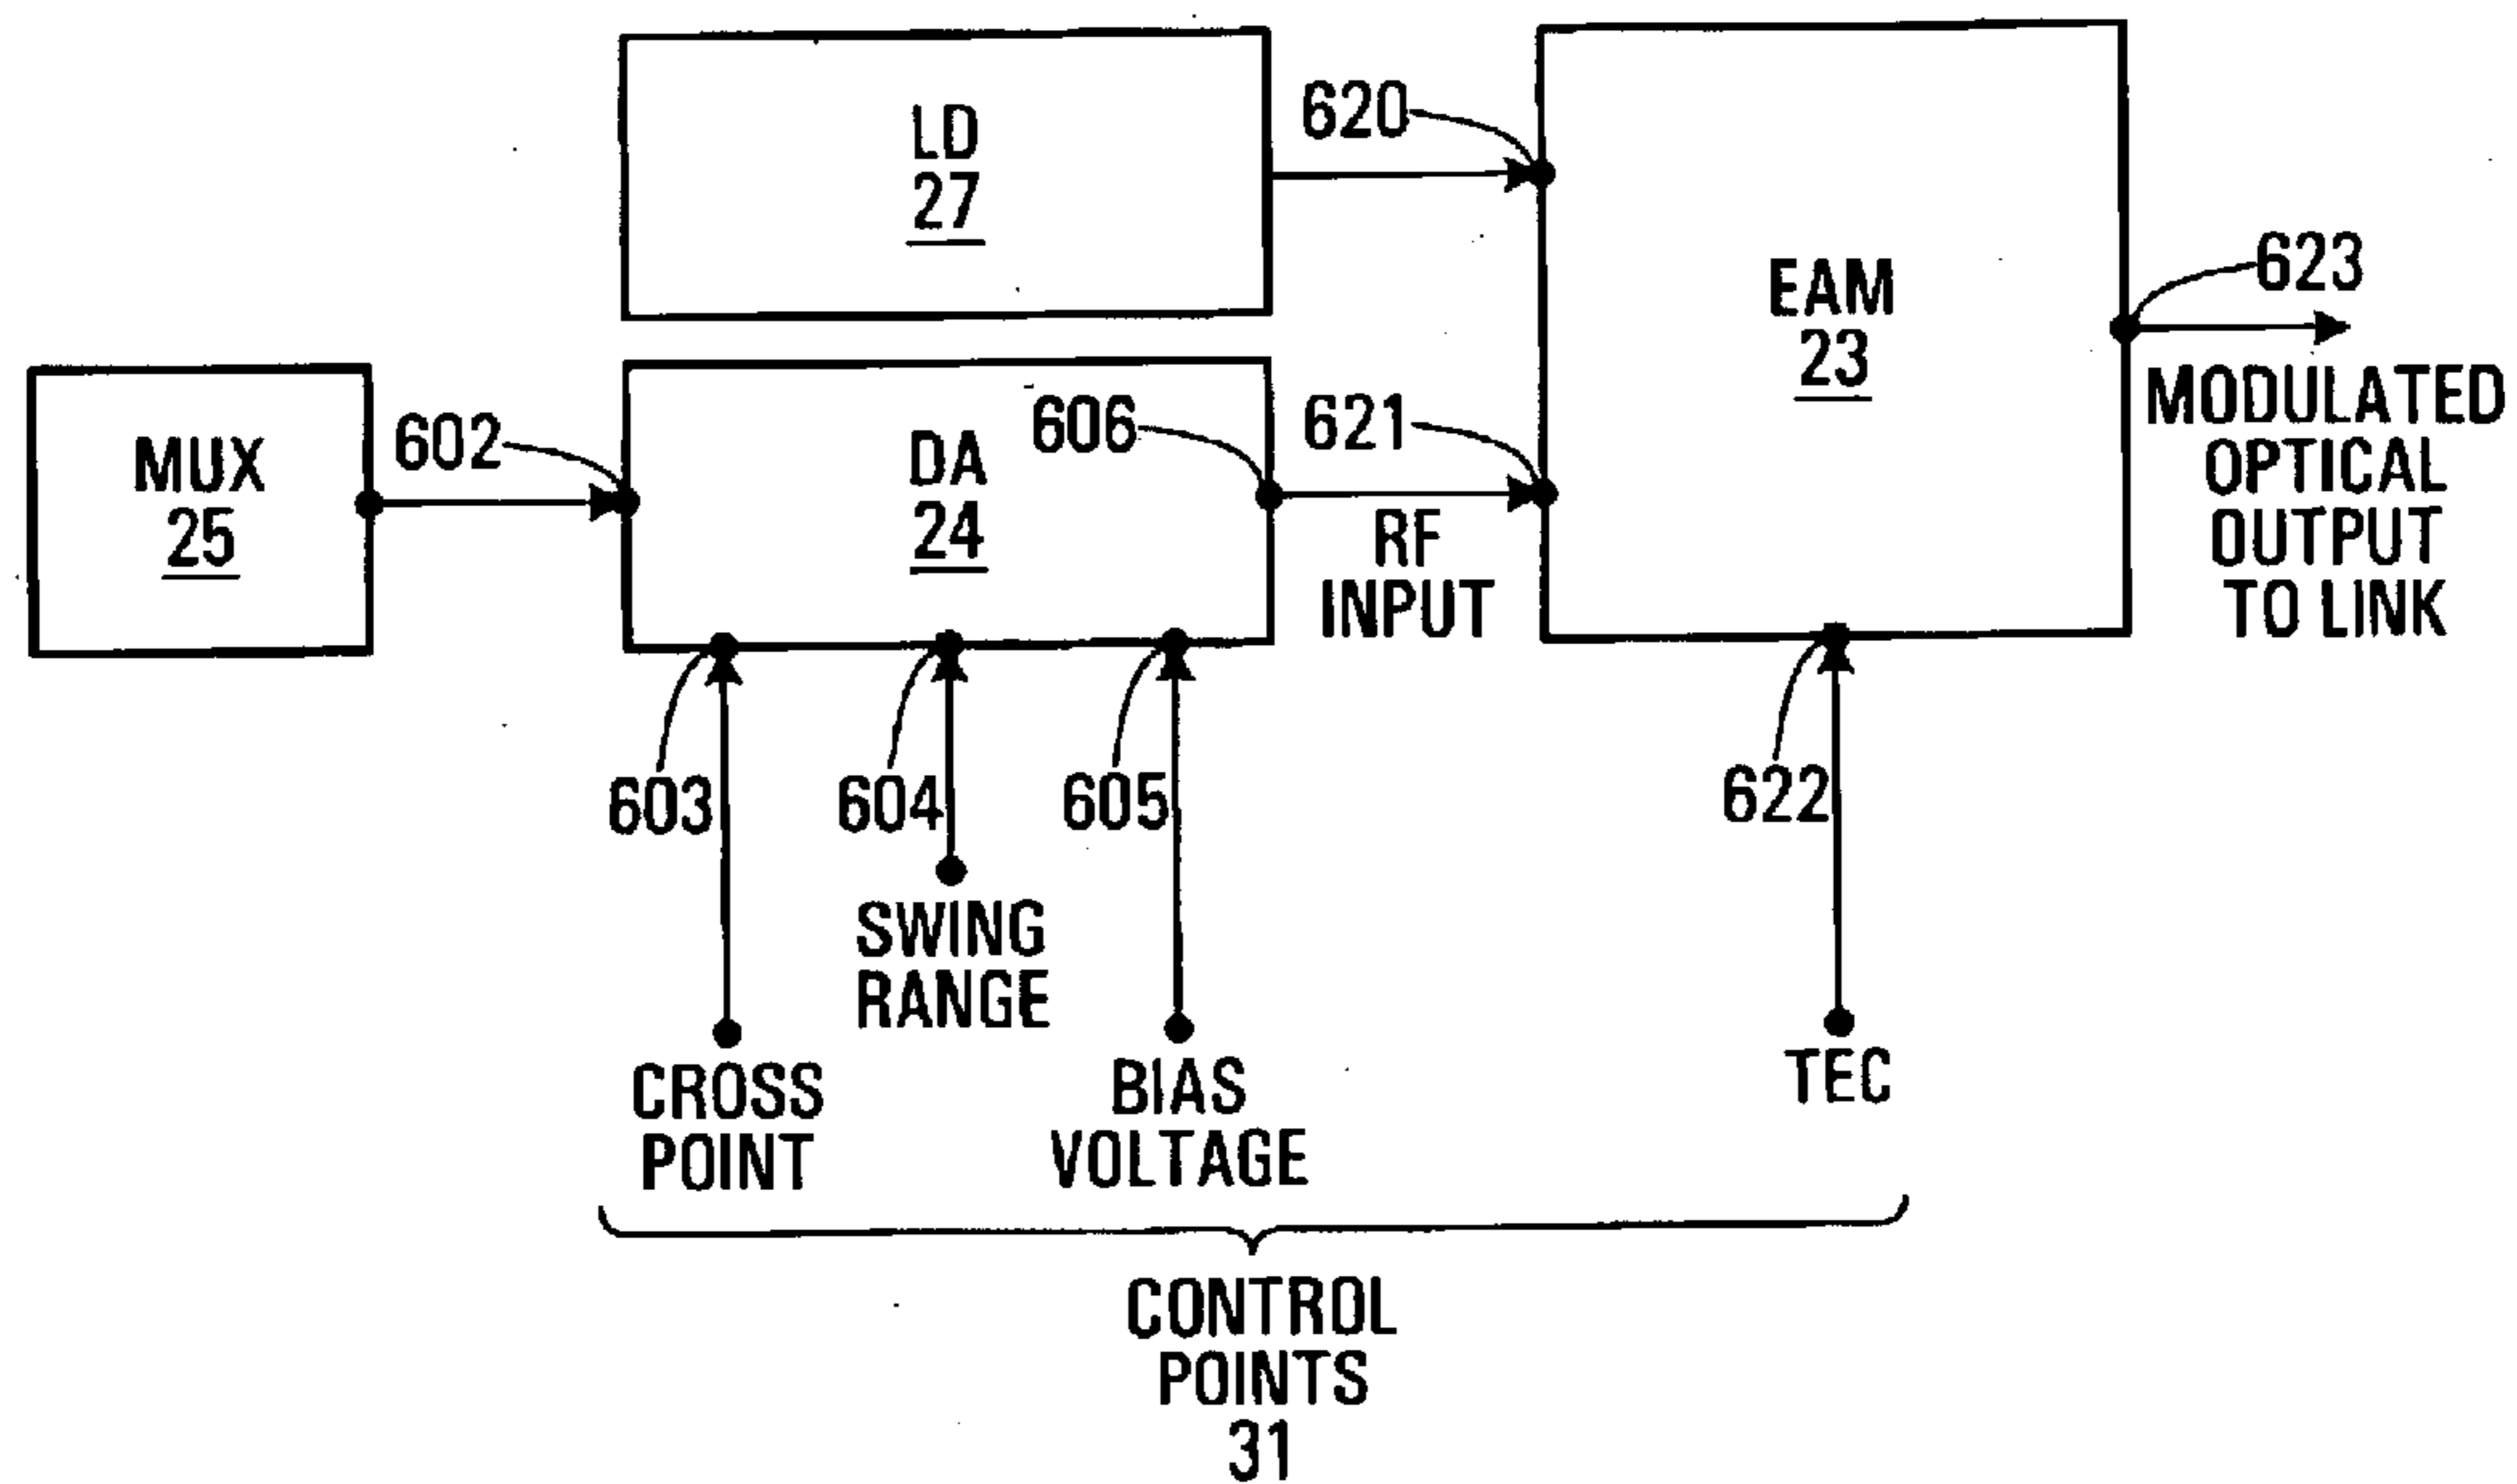 LD
27
620
EAM
23
623
MODULATED
OPTICAL
OUTPUT
TO LINK
MUX
25
602
DA
24
606
621
RF
INPUT
603
604
605
622
SWING
RANGE
CROSS
POINT
BIAS
VOLTAGE
TEC
CONTROL
POINTS
31